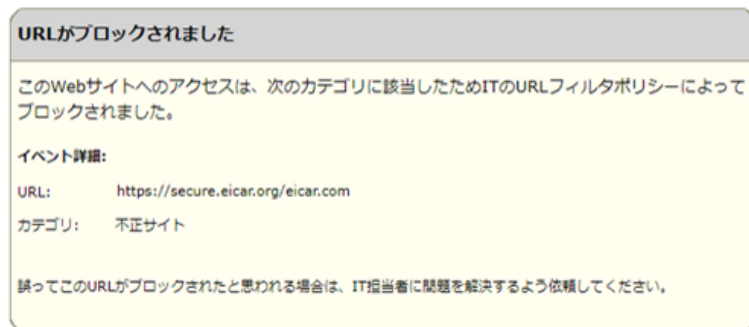 URLがブロックされました
このWebサイトへのアクセスは、次のカテゴリに該当したためITのURLフィルタポリシーによって
ブロックされました。
イベント詳細:
URL: https://secure.eicar.org/eicar.com
カテゴリ: 不正サイト
誤ってこのURLがブロックされたと思われる場合は、IT担当者に問題を解決するよう依頼してください。